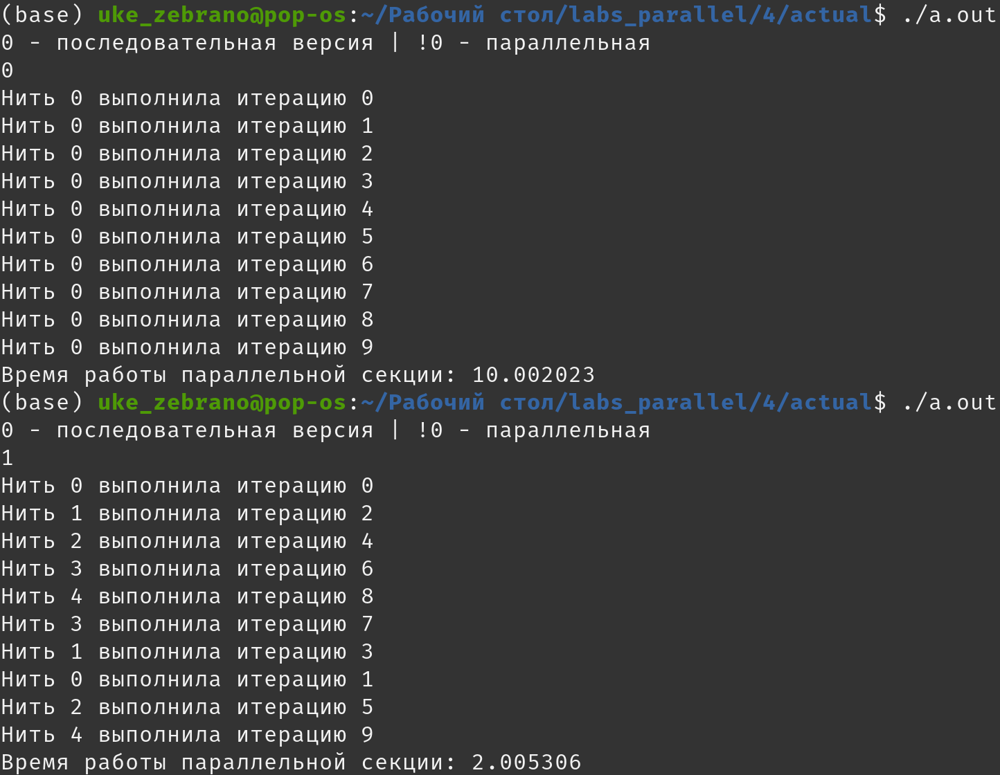 (base) uke_zebrano@pop-os:~/Рабочий стол/labs_parallel/4/actual$ ./a.out
0 - последовательная версия | !0 - параллельная
0
Нить 0 выполнила итерацию 0
Нить 0 выполнила итерацию 1
Нить 0 выполнила итерацию 2
Нить 0 выполнила итерацию 3
Нить 0 выполнила итерацию 4
Нить 0 выполнила итерацию 5
Нить 0 выполнила итерацию 6
Нить 0 выполнила итерацию 7
Нить 0 выполнила итерацию 8
Нить 0 выполнила итерацию 9
Время работы параллельной секции: 10.002023
(base) uke_zebrano@pop-os:~/Рабочий стол/labs_parallel/4/actual$ ./a.out
0 - последовательная версия | !0 - параллельная
1
Нить 0 выполнила итерацию 0
Нить 1 выполнила итерацию 2
Нить 2 выполнила итерацию 4
Нить 3 выполнила итерацию 6
Нить 4 выполнила итерацию 8
Нить 3 выполнила итерацию 7
Нить 1 выполнила итерацию 3
Нить 0 выполнила итерацию 1
Нить 2 выполнила итерацию 5
Нить 4 выполнила итерацию 9
Время работы параллельной секции: 2.005306